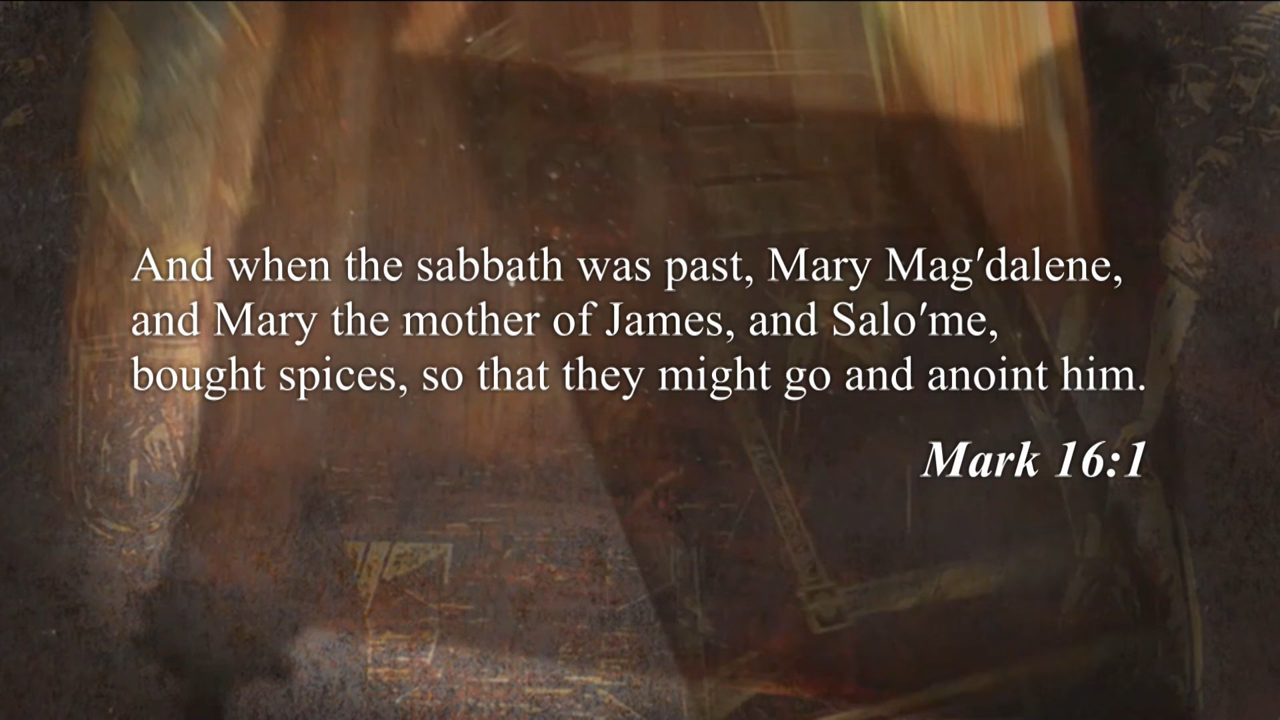 And when the sabbath was past, Mary Mag′dalene,
and Mary the mother of James, and Salo′me,
bought spices, so that they might go and anoint him.
Mark 16:1